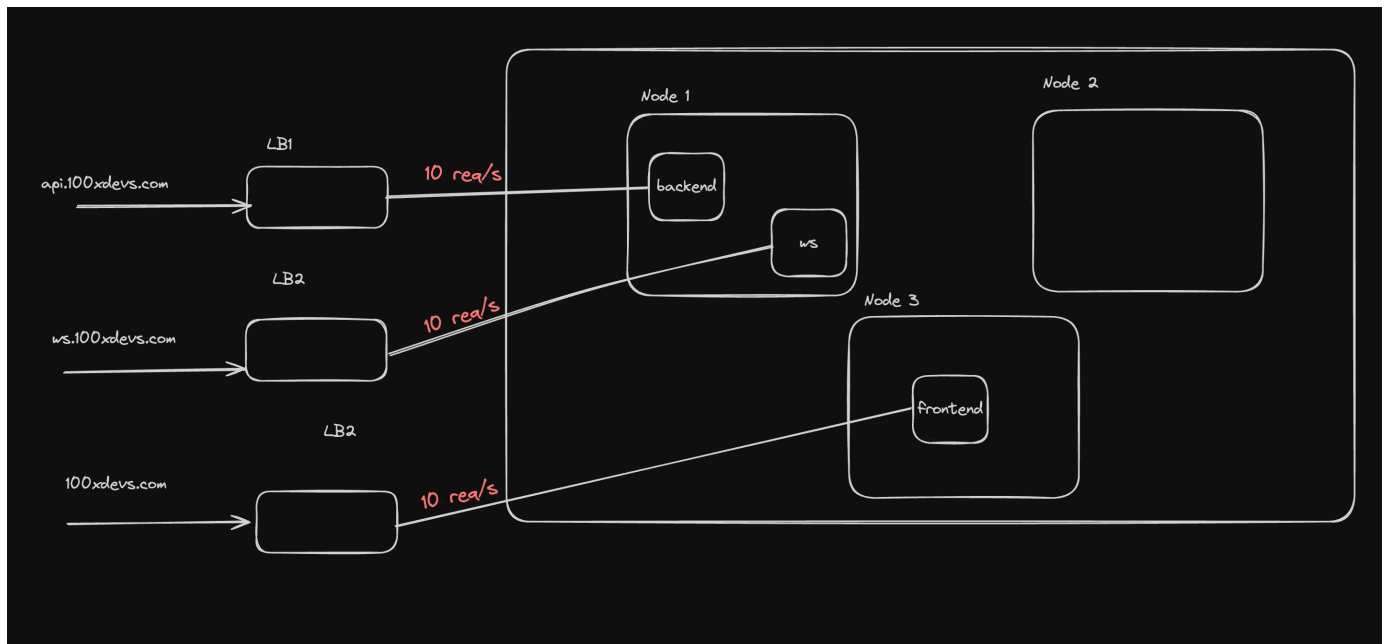 Node 1
Node 2
LB1
api.100xdevs.com
10 req/s
backend
ws
LB2
ws.100xdevs.com
10 req/s
Node 3
frontend
LB2
100xdevs.com
10 req/s